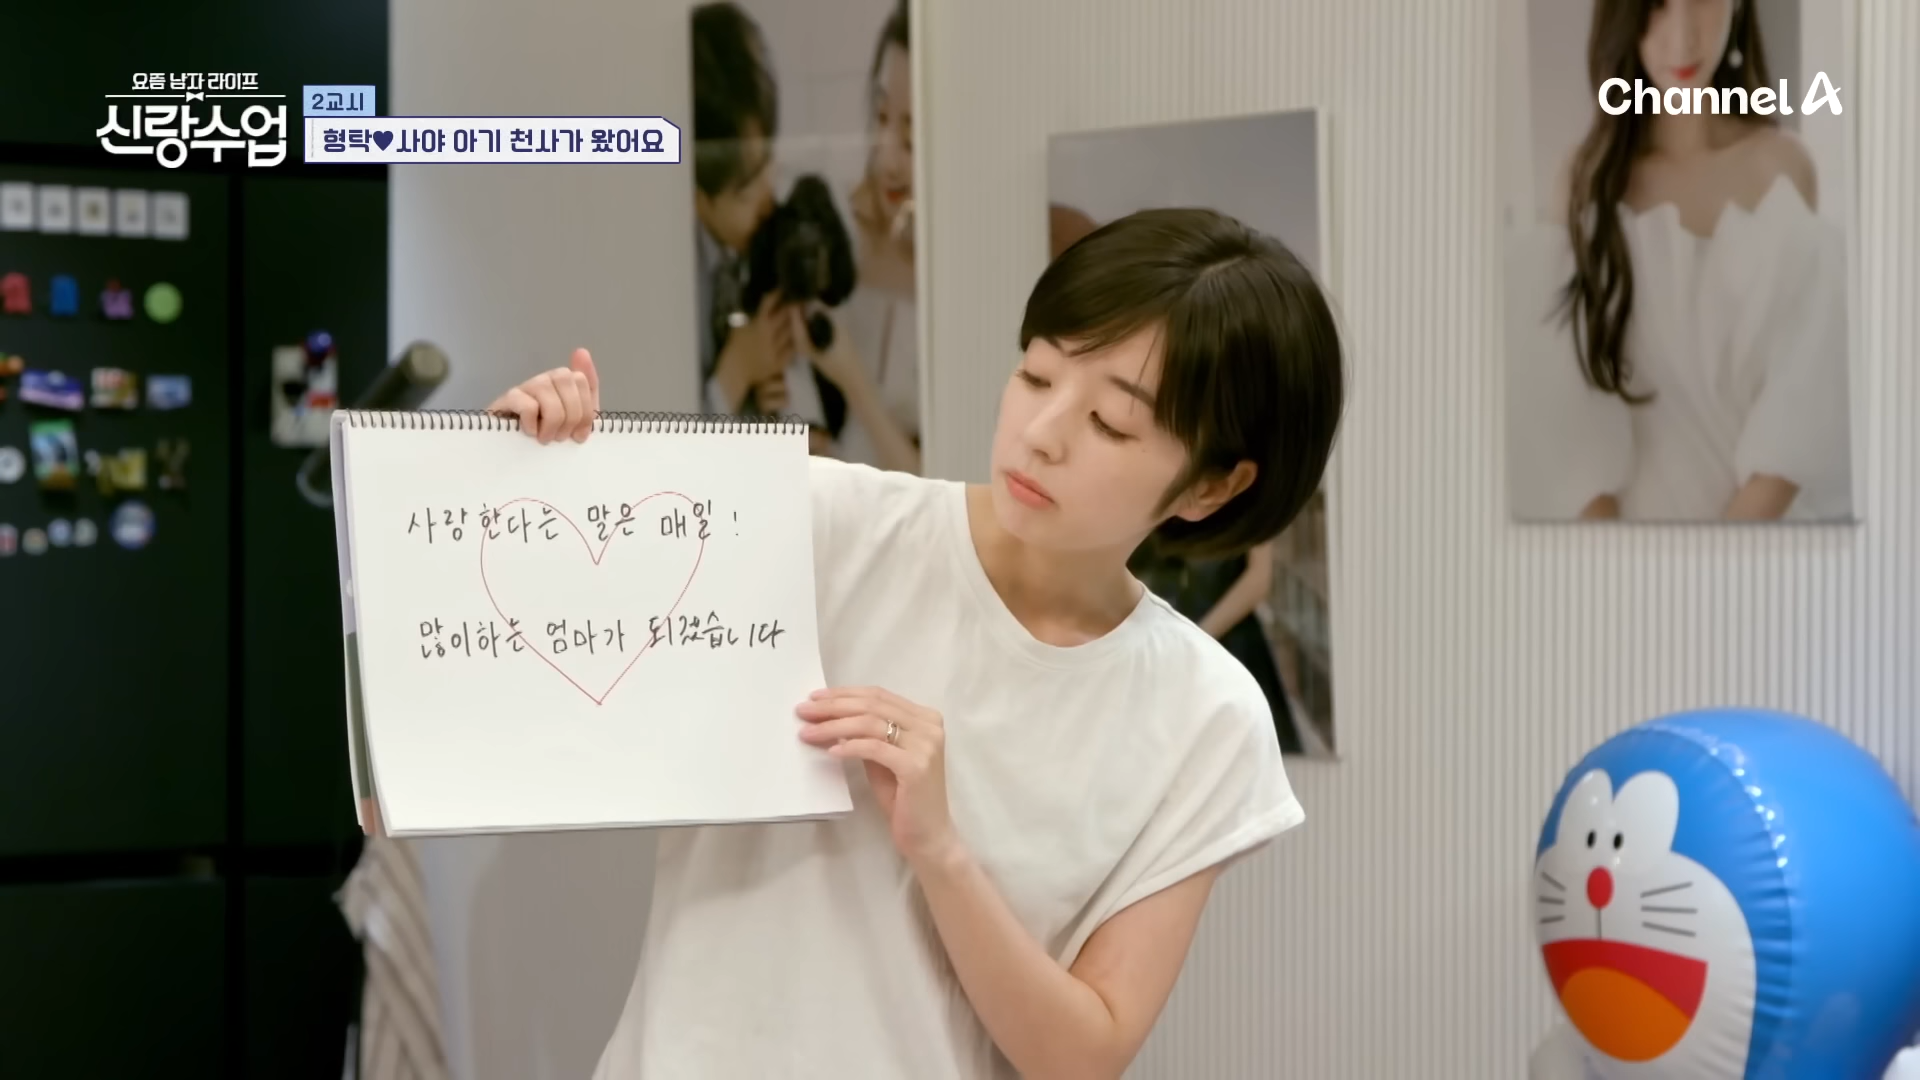 요즘 남자 라이프
신랑수업
2교시
형탁♥사야 아기 천사가 왔어요
Channel A
사랑한다는 말은 매일!
많이하는 엄마가 되겠습니다